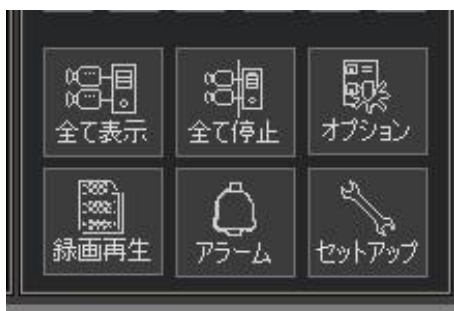 全て表示
全て停止
オプション
録画再生
アラーム
セットアップ